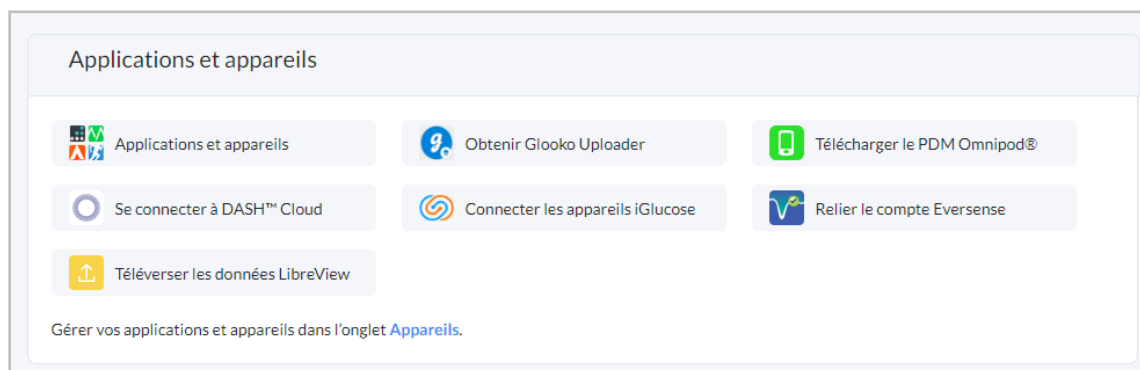 Applications et appareils
Applications et appareils
Obtenir Glooko Uploader
Télécharger le PDM Omnipod®
Se connecter à DASH™ Cloud
Connecter les appareils iGlucose
Relier le compte Eversense
Téléverser les données LibreView
Gérer vos applications et appareils dans l'onglet Appareils.